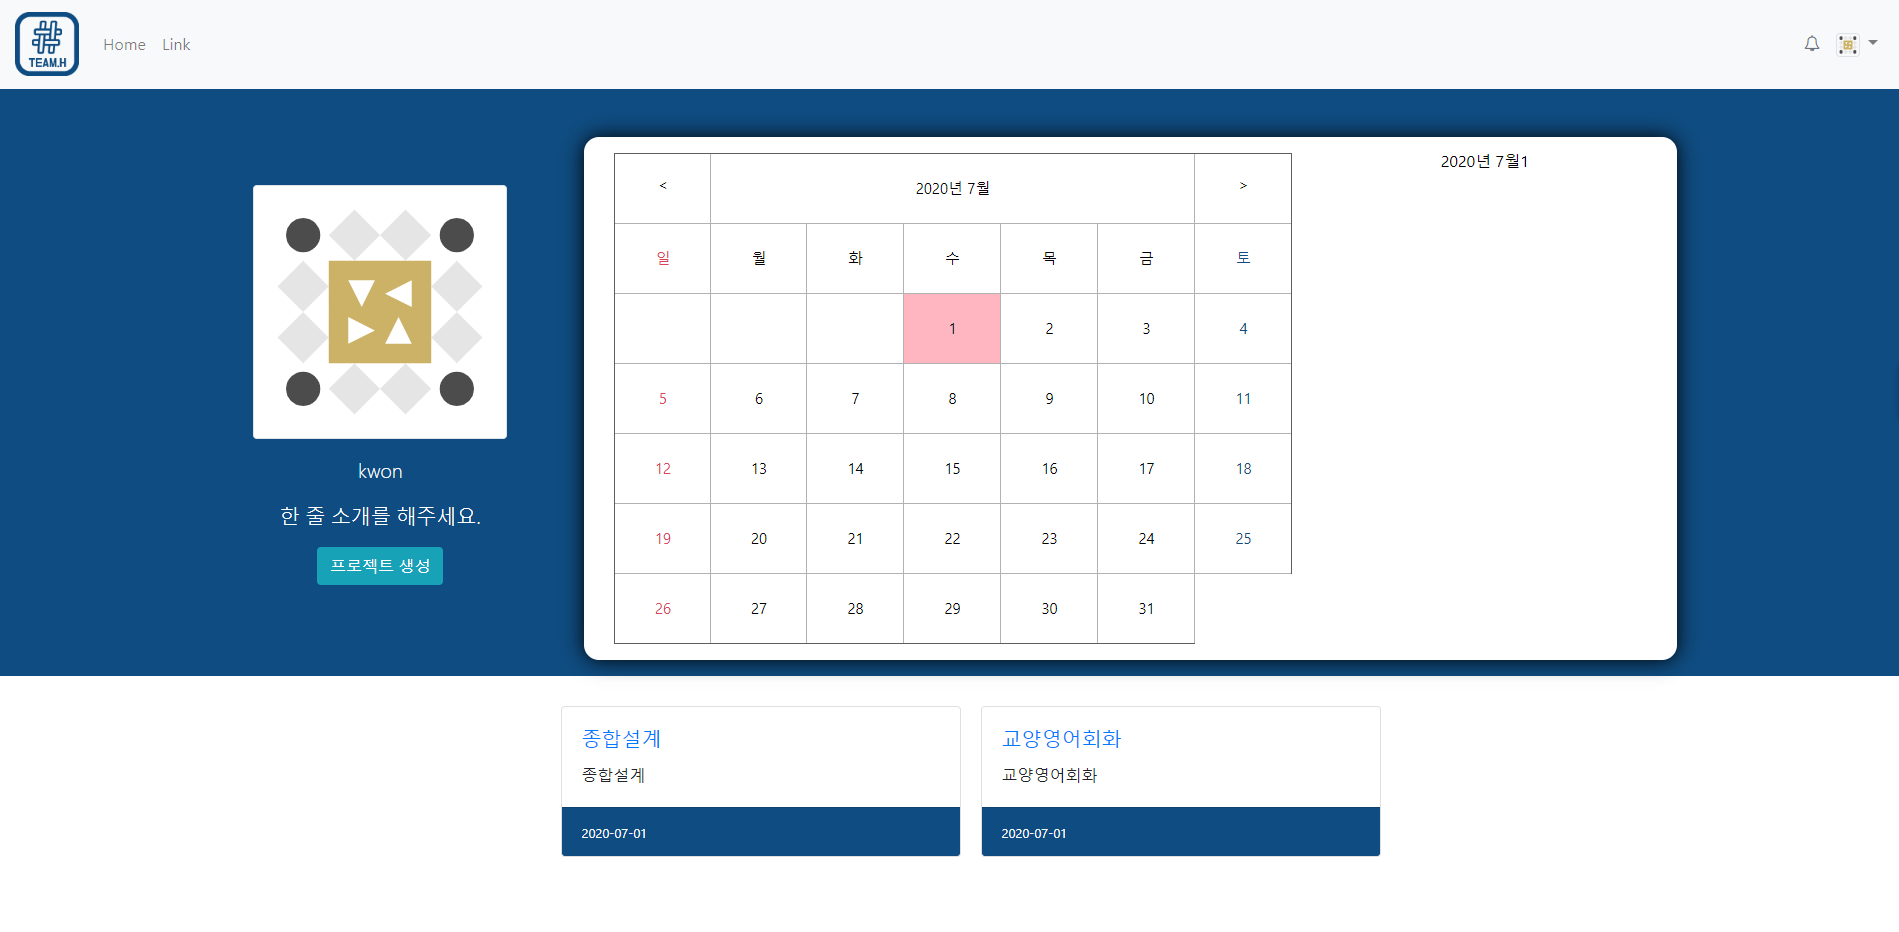 TEAM.H
Home Link
kwon
한 줄 소개를 해주세요.
프로젝트 생성
< 2020년 7월 >
일 월 화 수 목 금 토
1 2 3 4
5 6 7 8 9 10 11
12 13 14 15 16 17 18
19 20 21 22 23 24 25
26 27 28 29 30 31
2020년 7월1
종합설계
종합설계
2020-07-01
교양영어회화
교양영어회화
2020-07-01